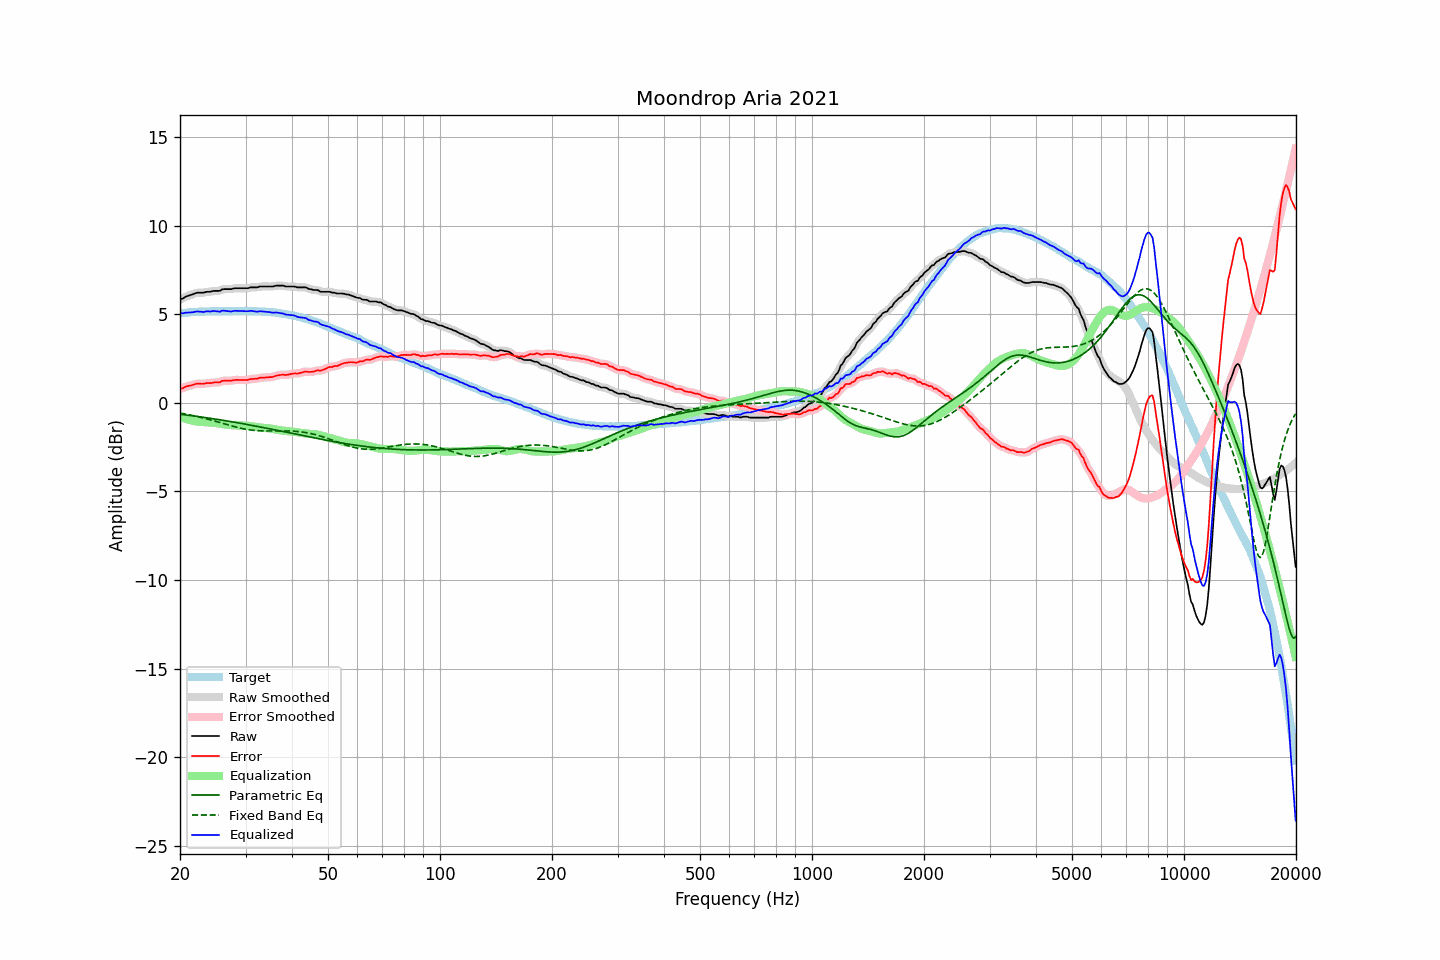 Moondrop Aria 2021
Amplitude (dBr)
15
10
5
0
−5
−10
−15
−20
−25
Target
Raw Smoothed
Error Smoothed
Raw
Error
Equalization
Parametric Eq
Fixed Band Eq
Equalized
20 50 100 200 500 1000 2000 5000 10000 20000
Frequency (Hz)